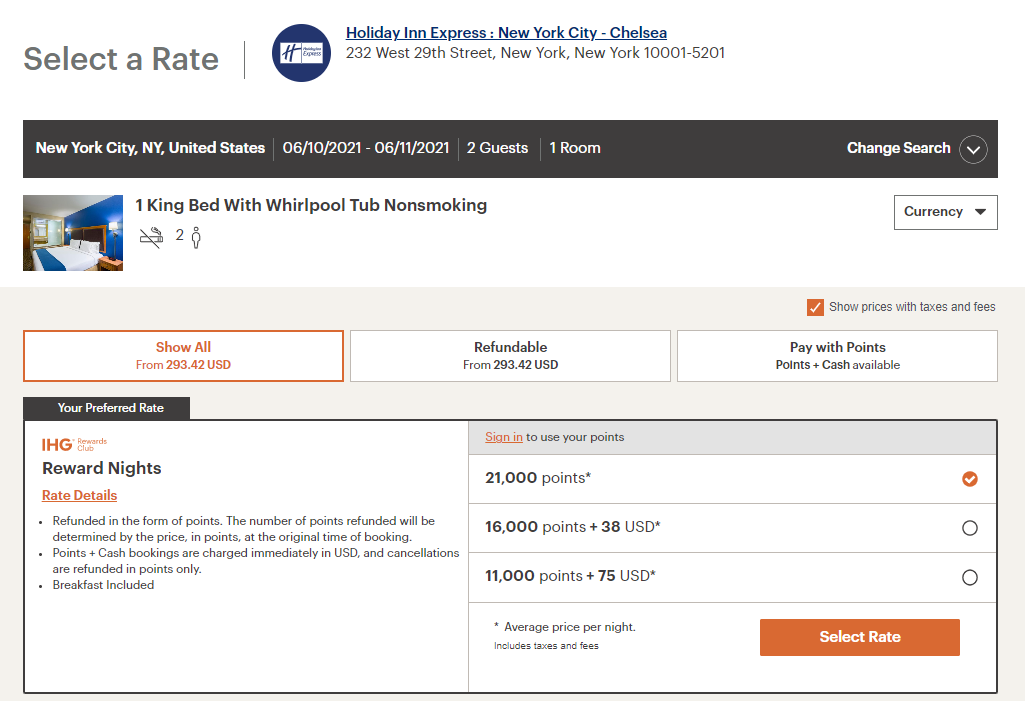 Select a Rate
Holiday Inn Express
Holiday Inn Express : New York City - Chelsea
232 West 29th Street, New York, New York 10001-5201
New York City, NY, United States
06/10/2021 - 06/11/2021
2 Guests
1 Room
Change Search
1 King Bed With Whirlpool Tub Nonsmoking
2
Currency
Show prices with taxes and fees
Show All
From 293.42 USD
Refundable
From 293.42 USD
Pay with Points
Points + Cash available
Your Preferred Rate
IHG® Rewards
Club
Reward Nights
Rate Details
• Refunded in the form of points. The number of points refunded will be
determined by the price, in points, at the original time of booking.
• Points + Cash bookings are charged immediately in USD, and cancellations
are refunded in points only.
• Breakfast Included
Sign in to use your points
21,000 points*
16,000 points + 38 USD*
11,000 points + 75 USD*
* Average price per night.
Includes taxes and fees
Select Rate